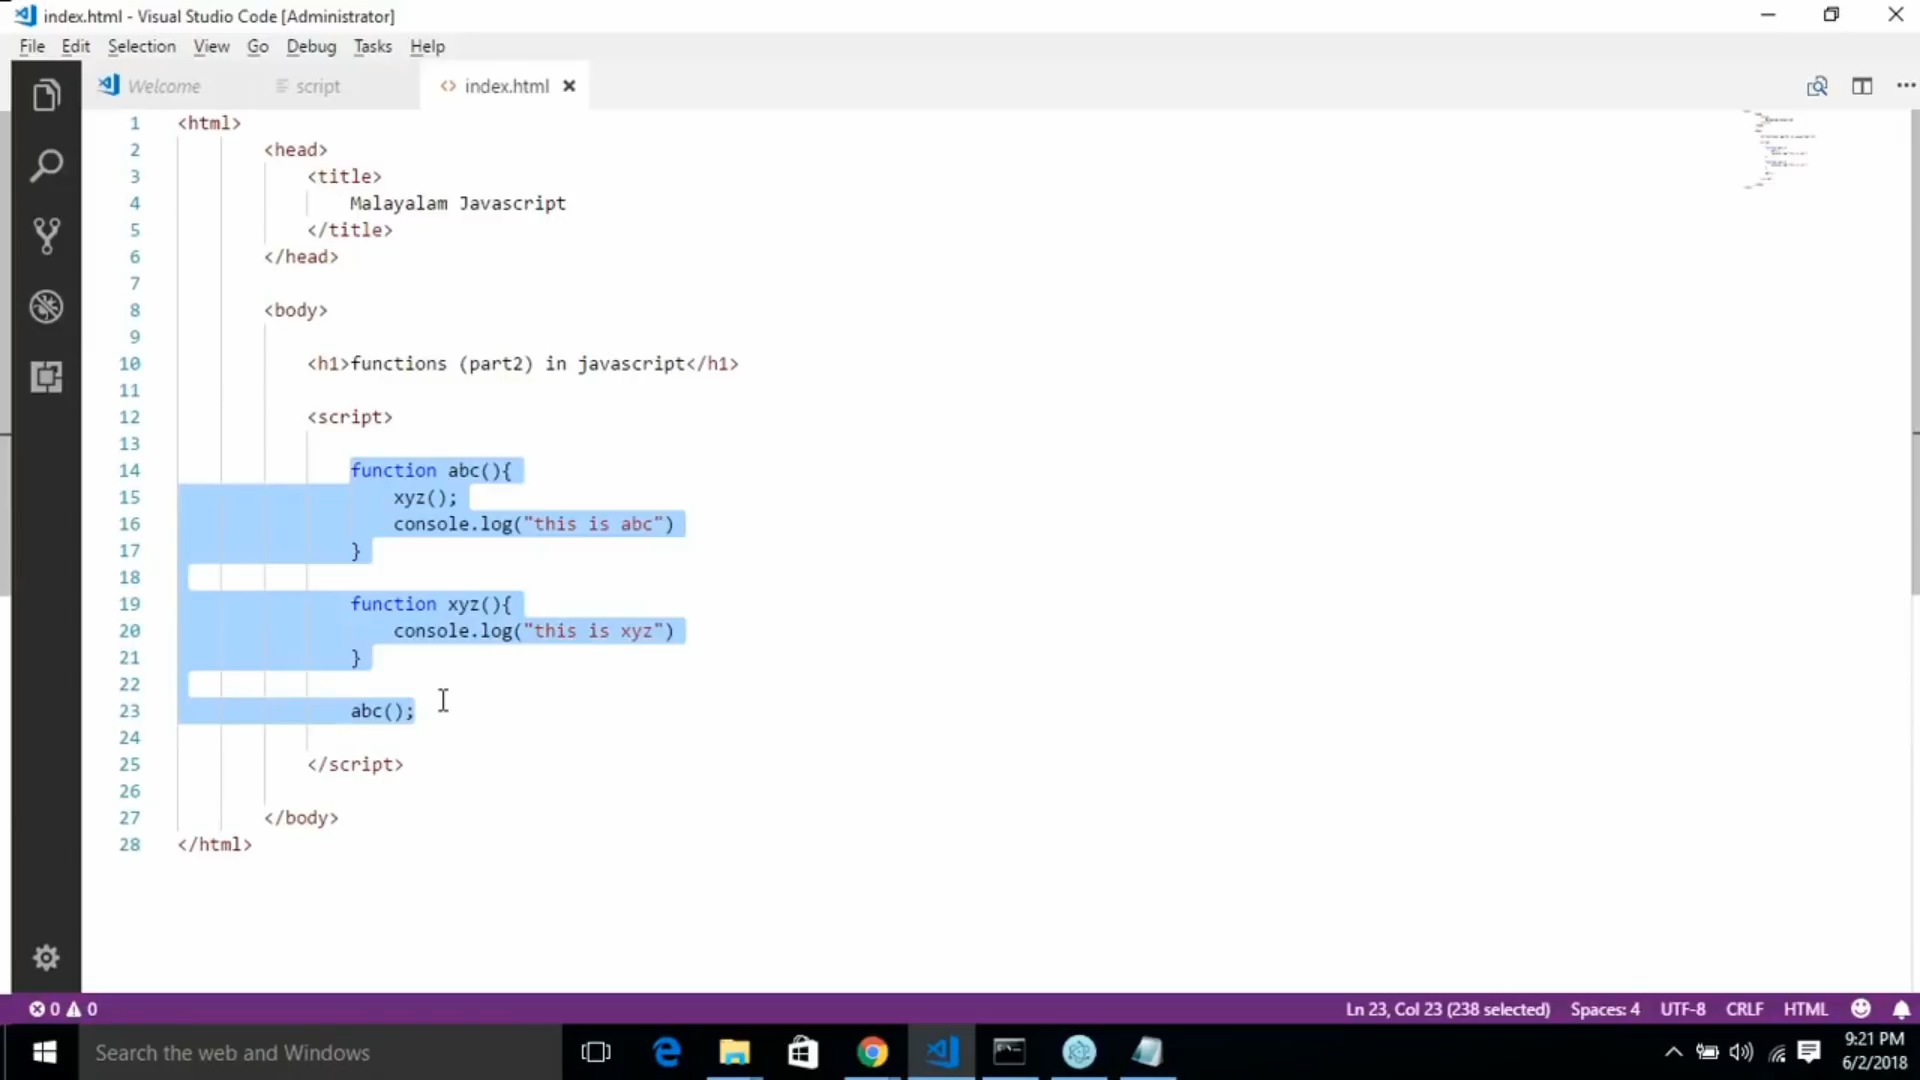 index.html - Visual Studio Code [Administrator]
File Edit Selection View Go Debug Tasks Help
Welcome script index.html
1 <html>
2 <head>
3 <title>
4 Malayalam Javascript
5 </title>
6 </head>
7
8 <body>
9
10 <h1>functions (part2) in javascript</h1>
11
12 <script>
13
14 function abc(){
15 xyz();
16 console.log("this is abc")
17 }
18
19 function xyz(){
20 console.log("this is xyz")
21 }
22
23 abc();
24
25 </script>
26
27 </body>
28 </html>
0 0 Ln 23, Col 23 (238 selected) Spaces: 4 UTF-8 CRLF HTML
Search the web and Windows
9:21 PM
6/2/2018